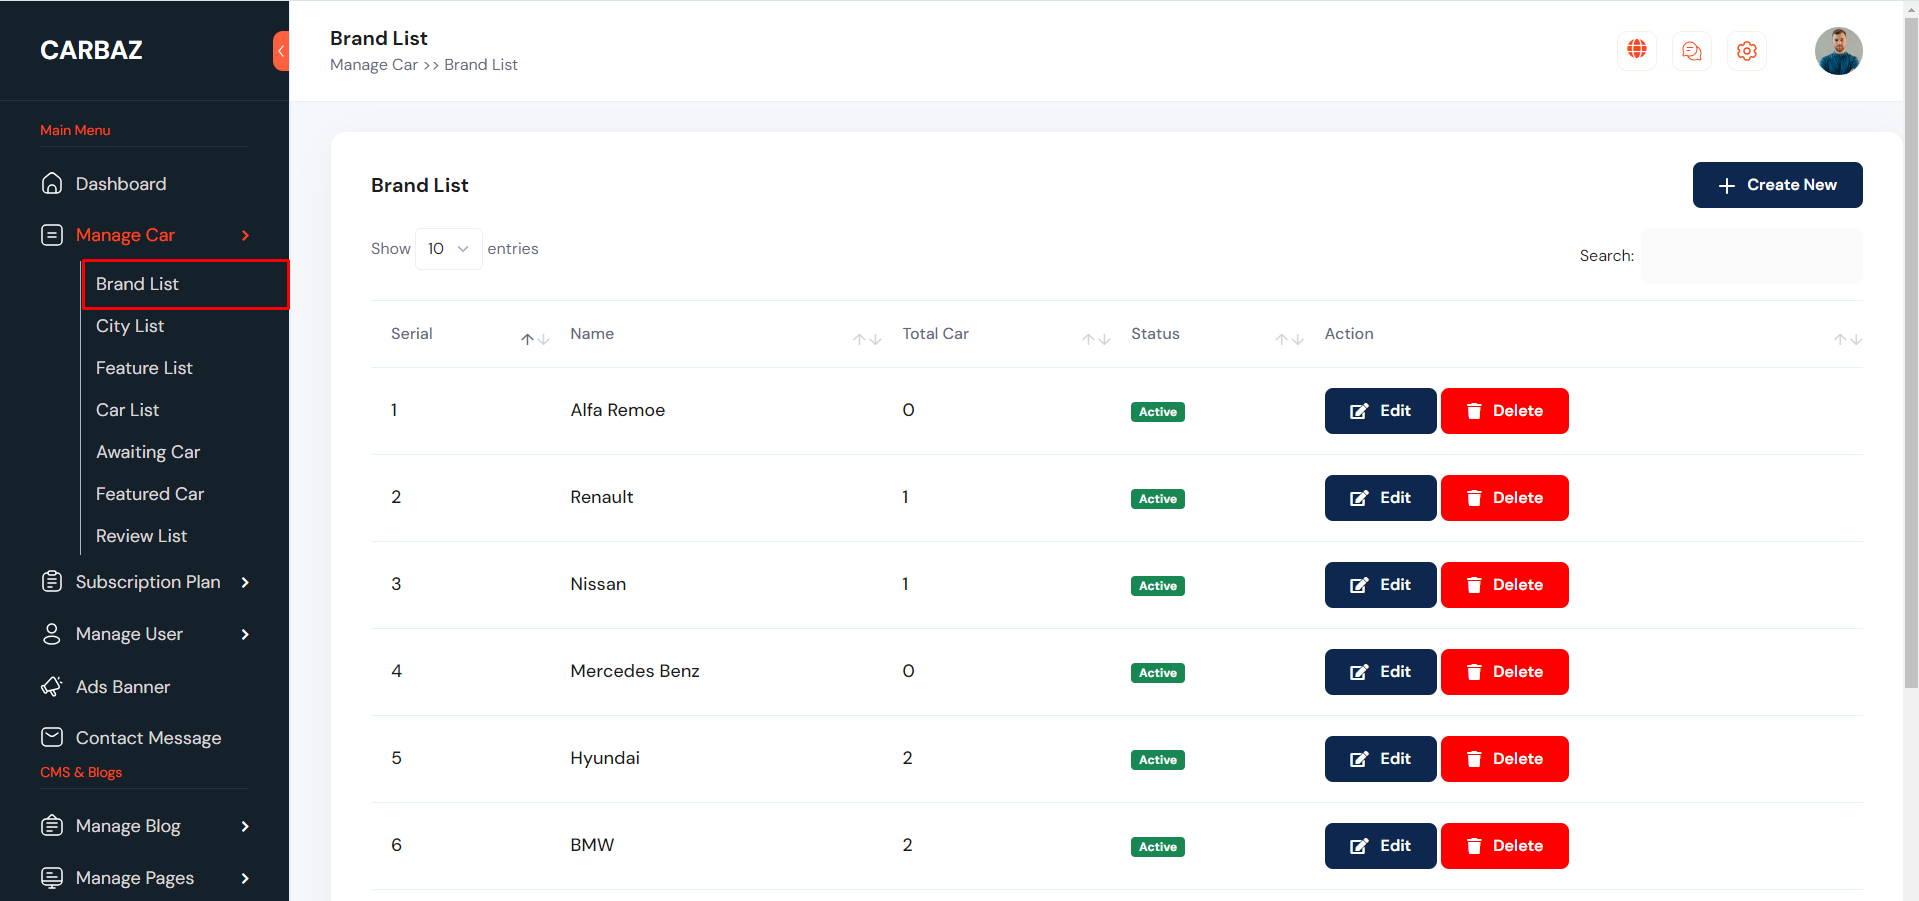 CARBAZ
Main Menu
Dashboard
Manage Car
Brand List
City List
Feature List
Car List
Awaiting Car
Featured Car
Review List
Subscription Plan
Manage User
Ads Banner
Contact Message
CMS & Blogs
Manage Blog
Manage Pages
Brand List
Manage Car >> Brand List
Brand List
Create New
Show 10 entries
Search:
Serial Name Total Car Status Action
1 Alfa Remoe 0 Active Edit Delete
2 Renault 1 Active Edit Delete
3 Nissan 1 Active Edit Delete
4 Mercedes Benz 0 Active Edit Delete
5 Hyundai 2 Active Edit Delete
6 BMW 2 Active Edit Delete